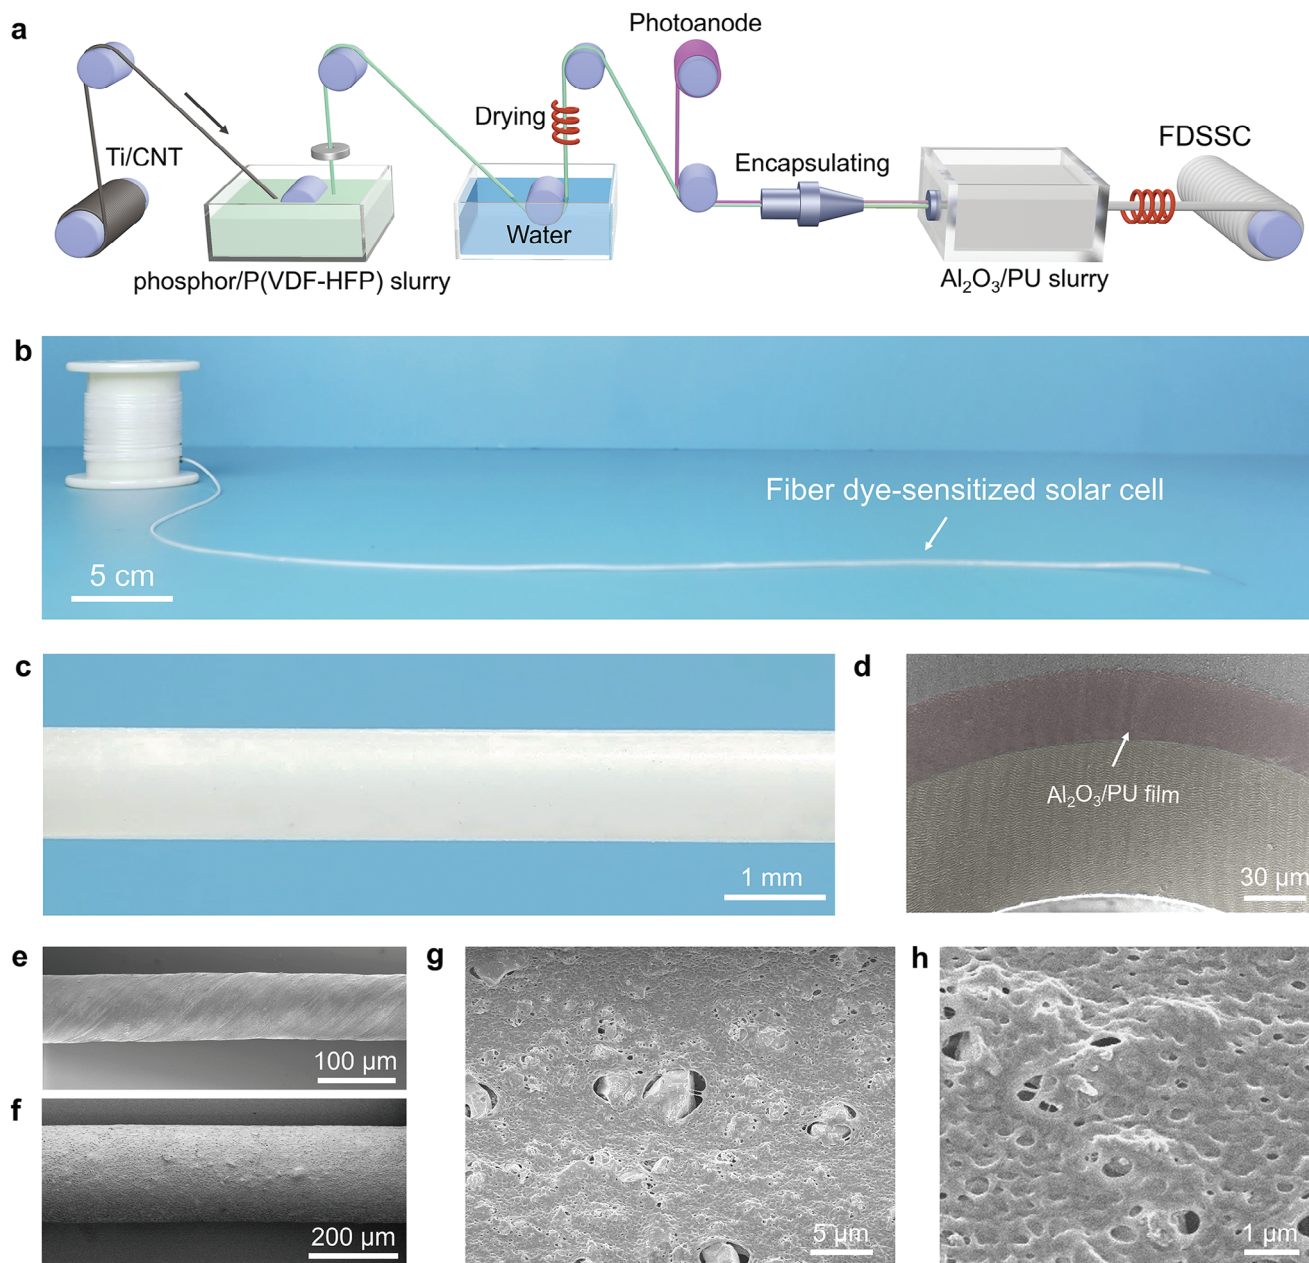 a
Photoanode
Ti/CNT
Drying
Encapsulating
FDSSC
Water
phosphor/P(VDF-HFP) slurry
Al₂O₃/PU slurry
b
Fiber dye-sensitized solar cell
5 cm
c
1 mm
d
Al₂O₃/PU film
30 μm
e
100 μm
f
200 μm
g
5 μm
h
1 μm